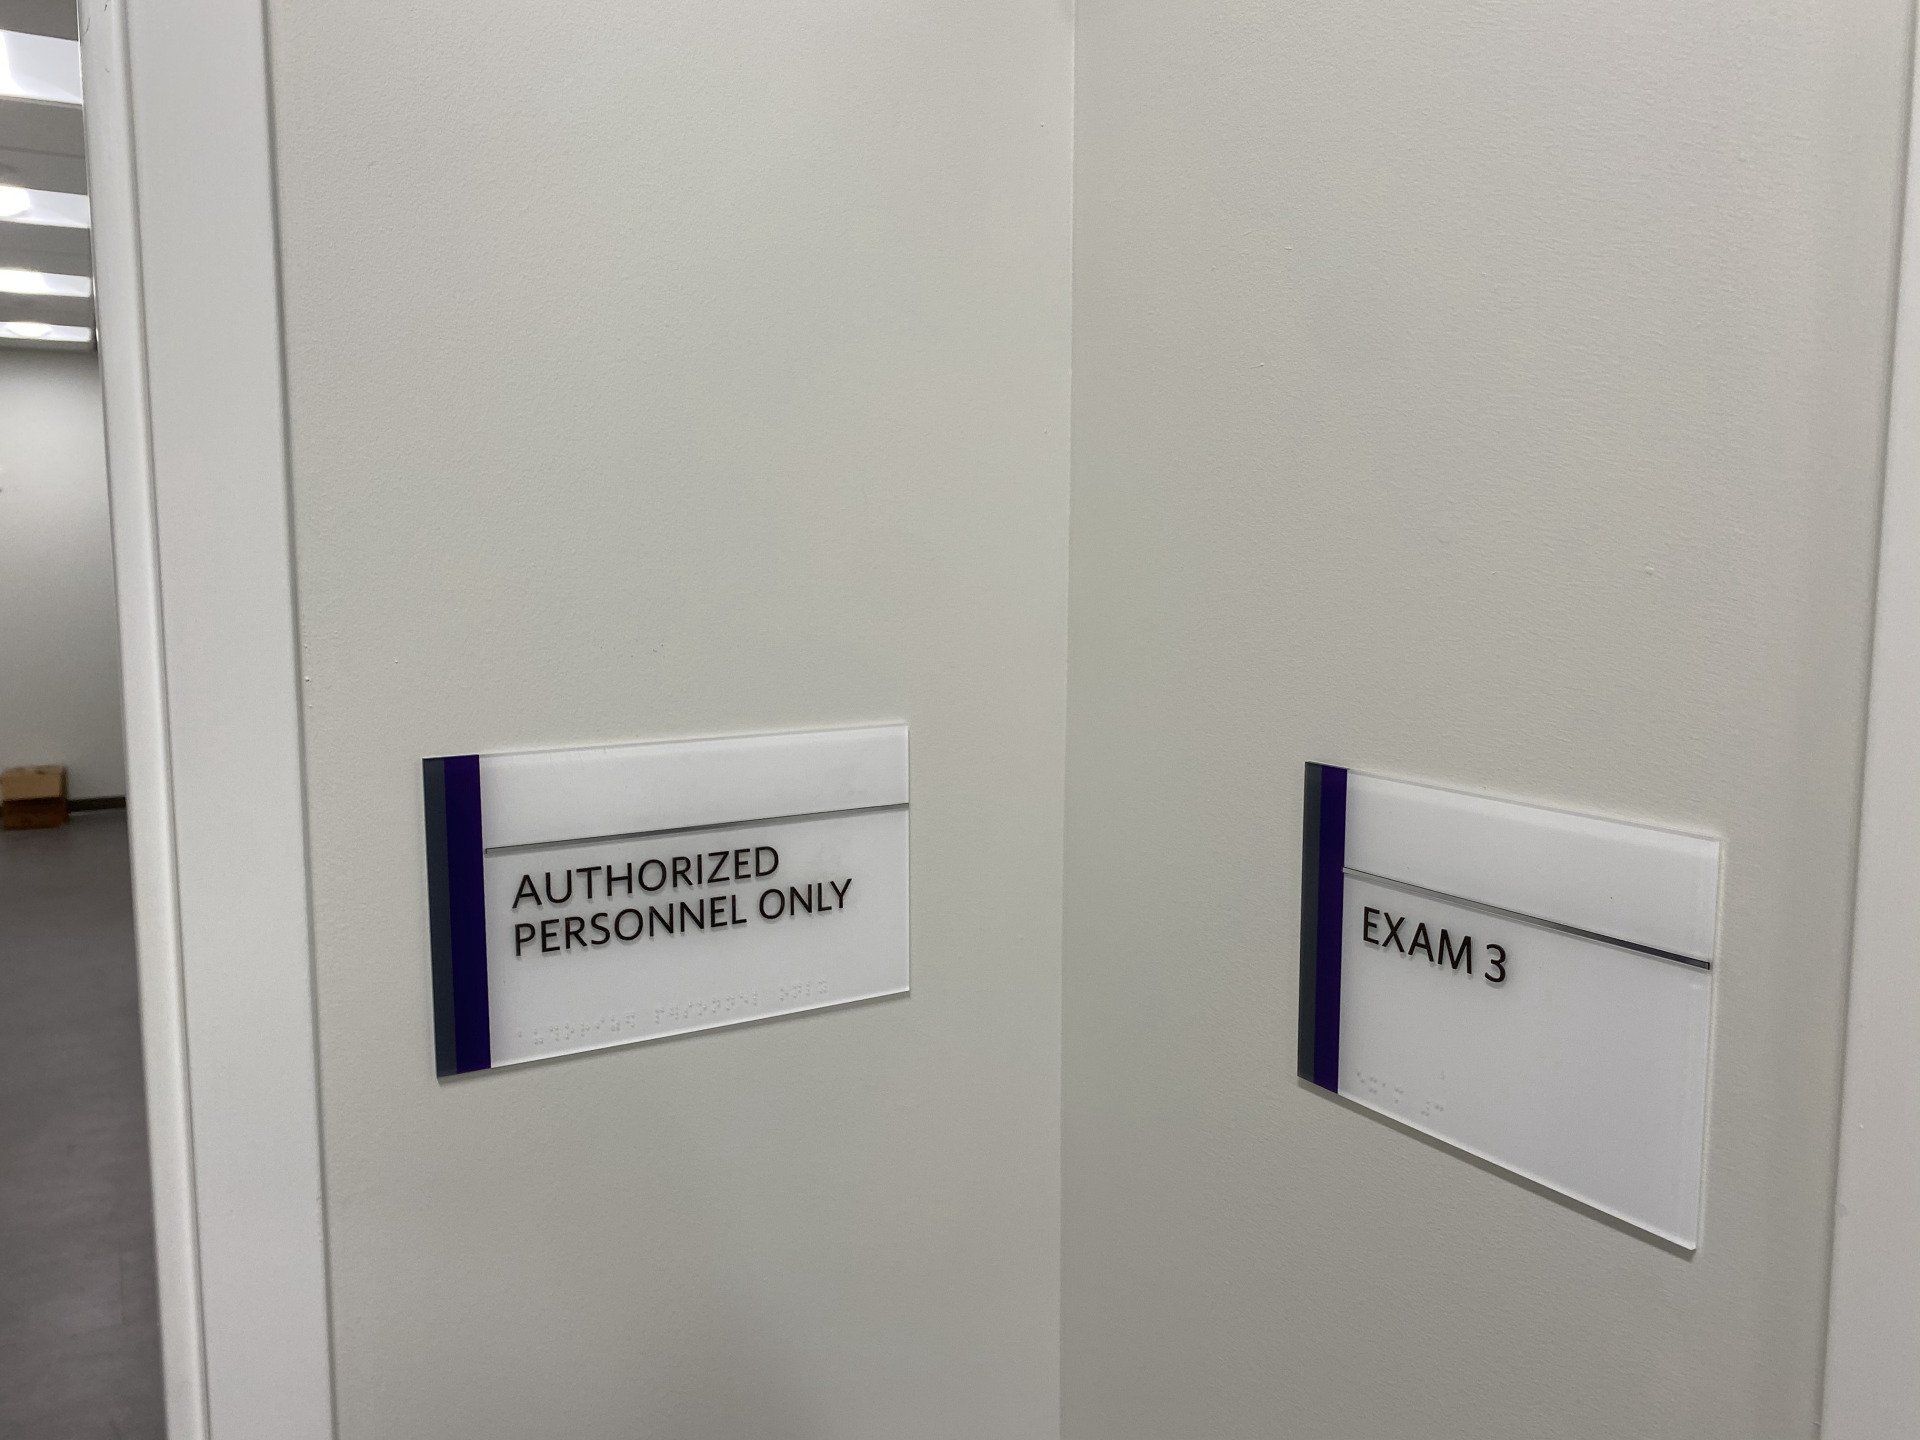 AUTHORIZED
PERSONNEL ONLY
EXAM 3